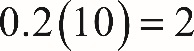 0.2(10) = 2